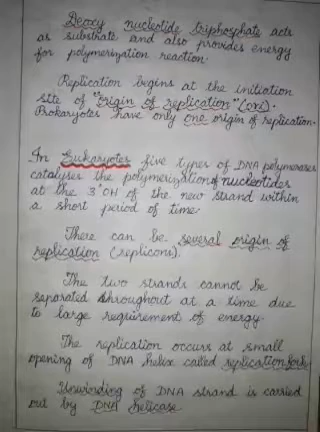 Deoxy nucleotide triphosphate acts
as substrate and also provides energy
for polymerization reaction.
Replication begins at the initiation
site of "origin of replication" (ori).
Prokaryotes have only one origin of replication.
In Eukaryotes five types of DNA polymerases
catalyses the polymerization of nucleotides
at the 3'OH of the new strand within
a short period of time.
There can be several origin of
replication (replicons).
The two strands cannot be
separated throughout at a time due
to large requirement of energy.
The replication occurs at small
opening of DNA helix called replication fork.
Unwinding of DNA strand is carried
out by DNA helicase